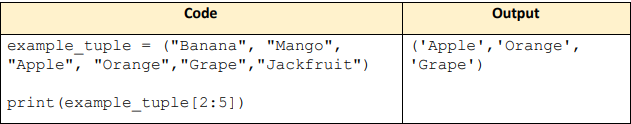 Code
Output
example_tuple = ("Banana", "Mango",
"Apple", "Orange","Grape","Jackfruit")
print(example_tuple[2:5])
('Apple','Orange',
'Grape')